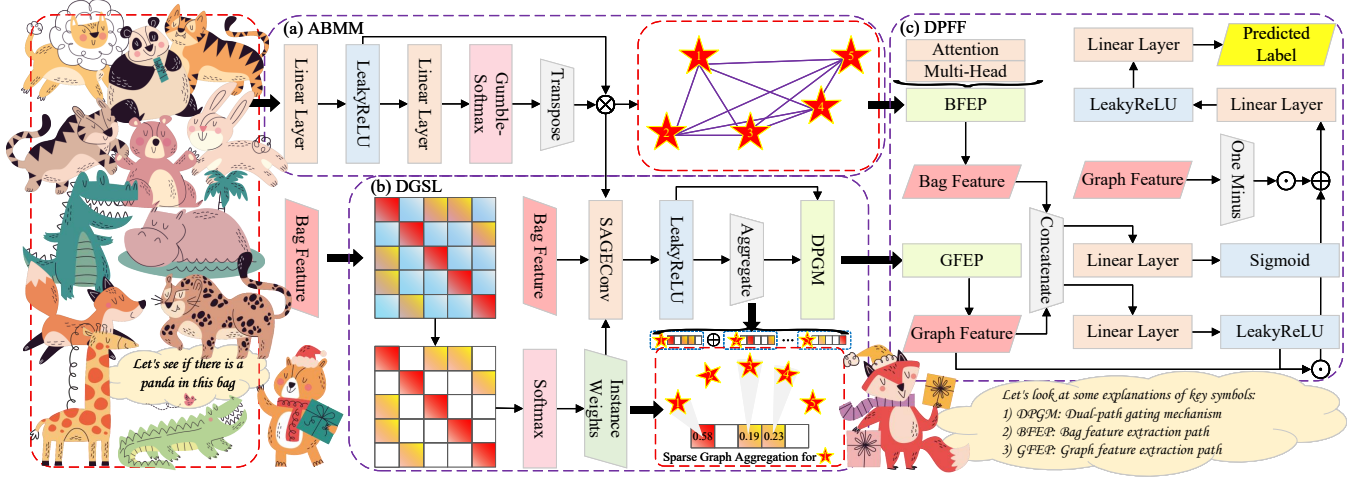 (a) ABMM
Linear Layer
LeakyReLU
Linear Layer
Gumble-
Softmax
Transpose
1
2
3
4
5
(b) DGSL
Bag Feature
Bag Feature
SAGEConv
LeakyReLU
Aggregate
DPGM
Softmax
Instance
Weights
1
2
3
4
5
0.58
0.19
0.23
Sparse Graph Aggregation for
Let's see if there is a
panda in this bag
(c) DPFF
Attention
Multi-Head
BFEP
Bag Feature
GFEP
Graph Feature
Concatenate
Linear Layer
Predicted
Label
LeakyReLU
Linear Layer
Graph Feature
One Minus
Linear Layer
Sigmoid
Linear Layer
LeakyReLU
Let's look at some explanations of key symbols:
1) DPGM: Dual-path gating mechanism
2) BFEP: Bag feature extraction path
3) GFEP: Graph feature extraction path